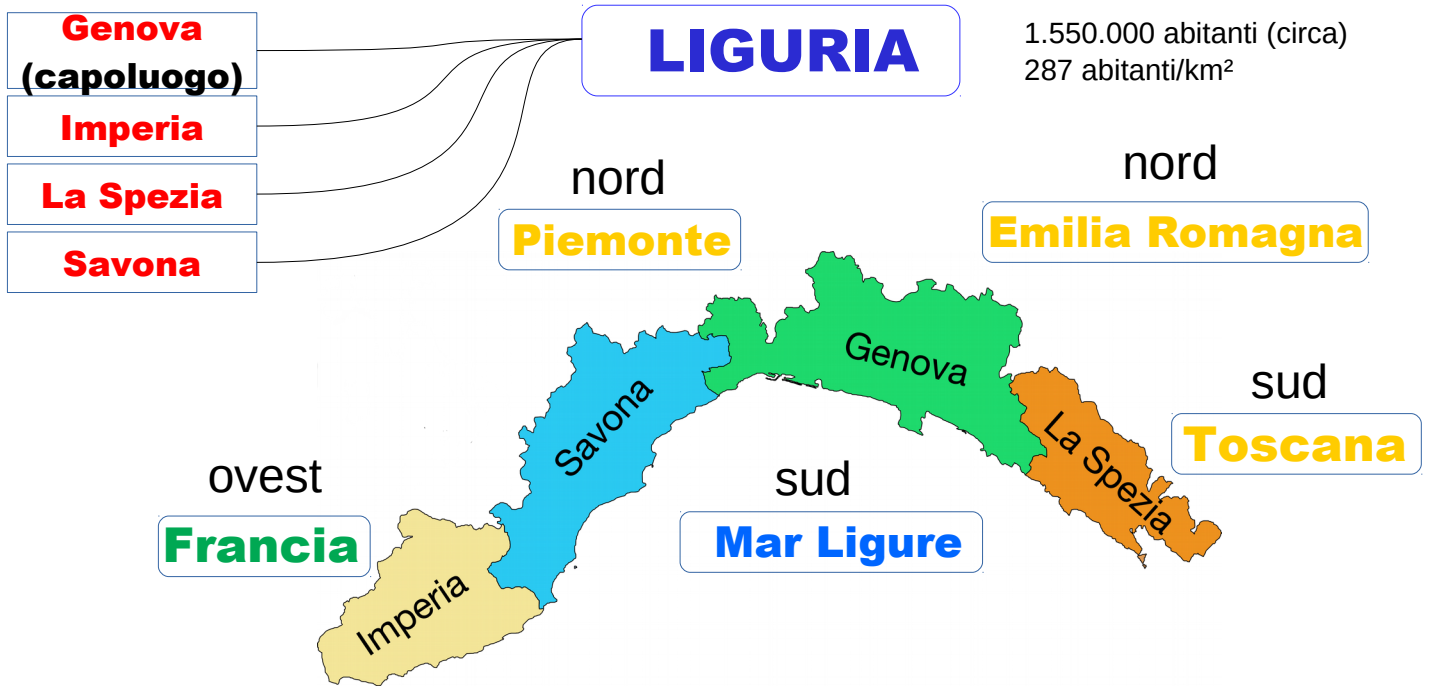 Genova
(capoluogo)
Imperia
La Spezia
Savona
LIGURIA
1.550.000 abitanti (circa)
287 abitanti/km²
nord
Piemonte
nord
Emilia Romagna
Genova
Savona
La Spezia
Imperia
sud
Toscana
ovest
Francia
sud
Mar Ligure